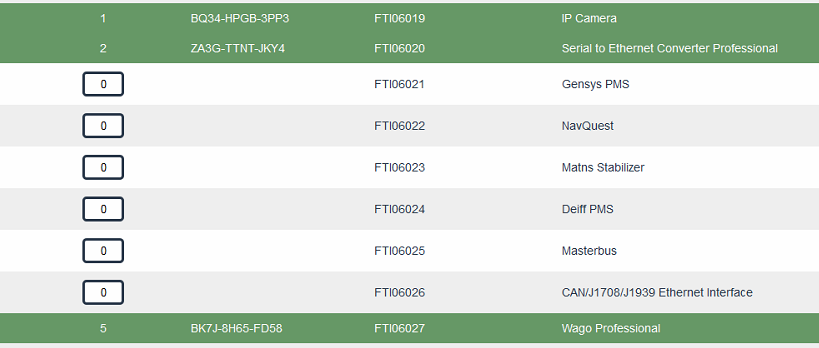 1 BQ34-HPGB-3PP3 FTI06019 IP Camera
2 ZA3G-TTNT-JKY4 FTI06020 Serial to Ethernet Converter Professional
0 FTI06021 Gensys PMS
0 FTI06022 NavQuest
0 FTI06023 Matns Stabilizer
0 FTI06024 Deiff PMS
0 FTI06025 Masterbus
0 FTI06026 CAN/J1708/J1939 Ethernet Interface
5 BK7J-8H65-FD58 FTI06027 Wago Professional